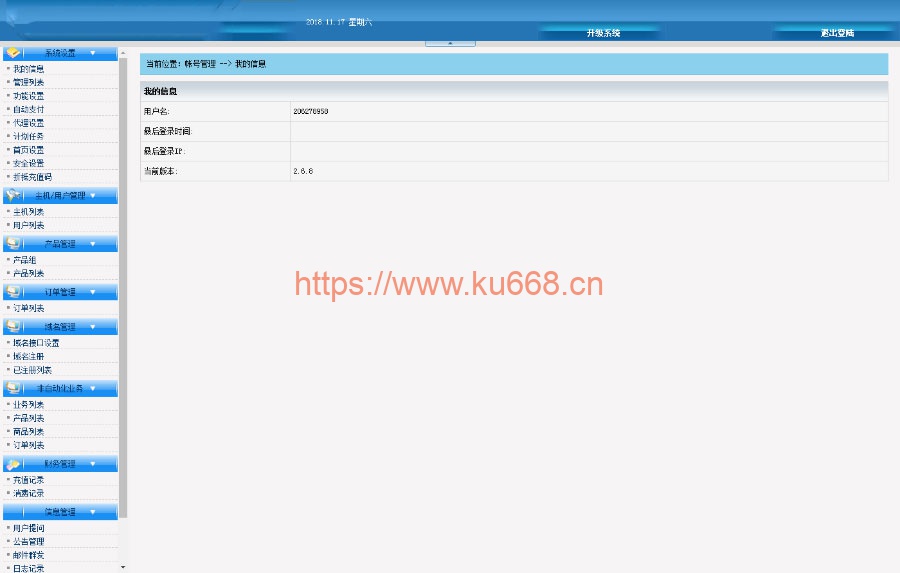 2018 11.17 星期六
升级系统
退出登陆
系统设置
我的信息
管理列表
功能设置
自动支付
代理设置
计划任务
首页设置
安全设置
折换充值码
主机/用户管理
主机列表
用户列表
产品管理
产品组
产品列表
订单管理
订单列表
域名管理
域名接口设置
域名注册
已注册列表
非自动化业务
业务列表
产品列表
商品列表
订单列表
财务管理
充值记录
消费记录
信息管理
用户提问
公告管理
邮件群发
日志记录
当前位置: 帐号管理 --> 我的信息
我的信息
用户名: 206278958
最后登录时间:
最后登录IP:
当前版本: 2.6.8
https://www.ku668.cn